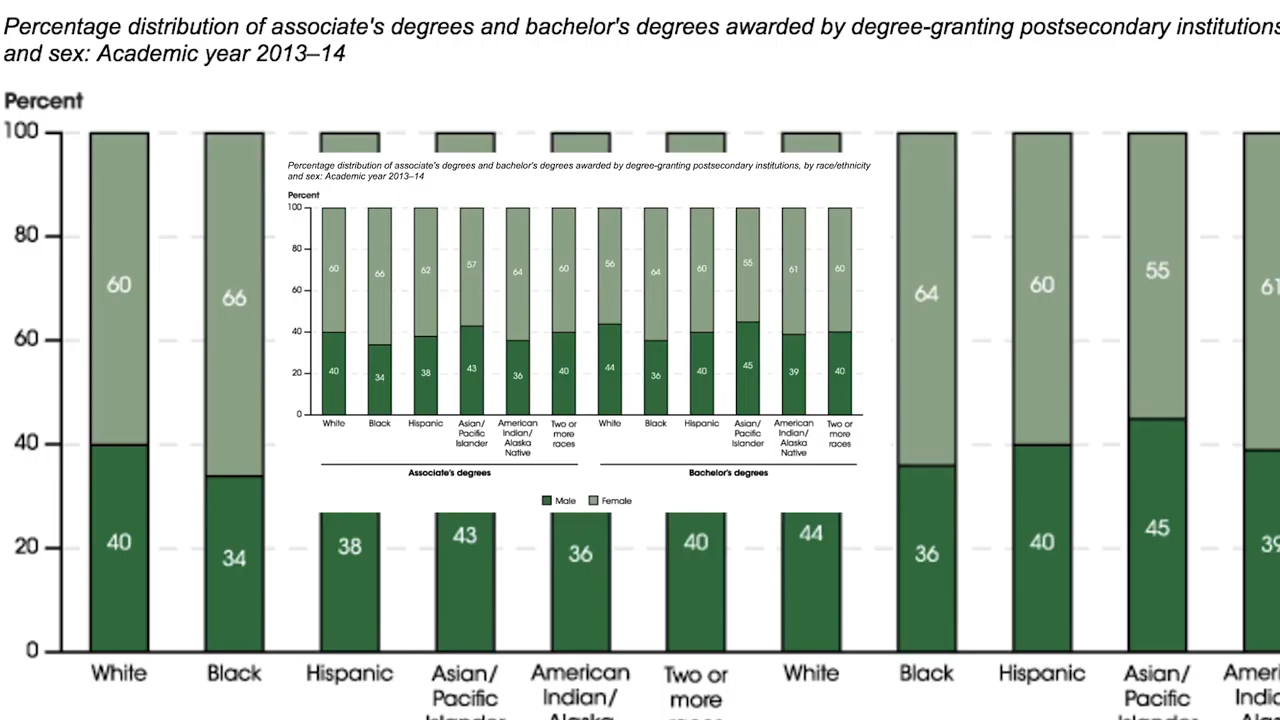 Percentage distribution of associate's degrees and bachelor's degrees awarded by degree-granting postsecondary institutions
and sex: Academic year 2013–14
Percent
100
80
60
40
20
0
60
66
64
60
55
61
40
34
38
43
36
40
44
36
40
45
39
White
Black
Hispanic
Asian/
Pacific
Islander
American
Indian/
Alaska
Two or
more
races
White
Black
Hispanic
Asian/
Pacific
Percentage distribution of associate's degrees and bachelor's degrees awarded by degree-granting postsecondary institutions, by race/ethnicity
and sex: Academic year 2013–14
Percent
100
80
60
40
20
0
60
66
62
57
64
60
56
64
60
55
61
60
40
34
38
43
36
40
44
36
40
45
39
40
White
Black
Hispanic
Asian/
Pacific
Islander
American
Indian/
Alaska
Native
Two or
more
races
White
Black
Hispanic
Asian/
Pacific
Islander
American
Indian/
Alaska
Native
Two or
more
races
Associate's degrees
Bachelor's degrees
Male
Female